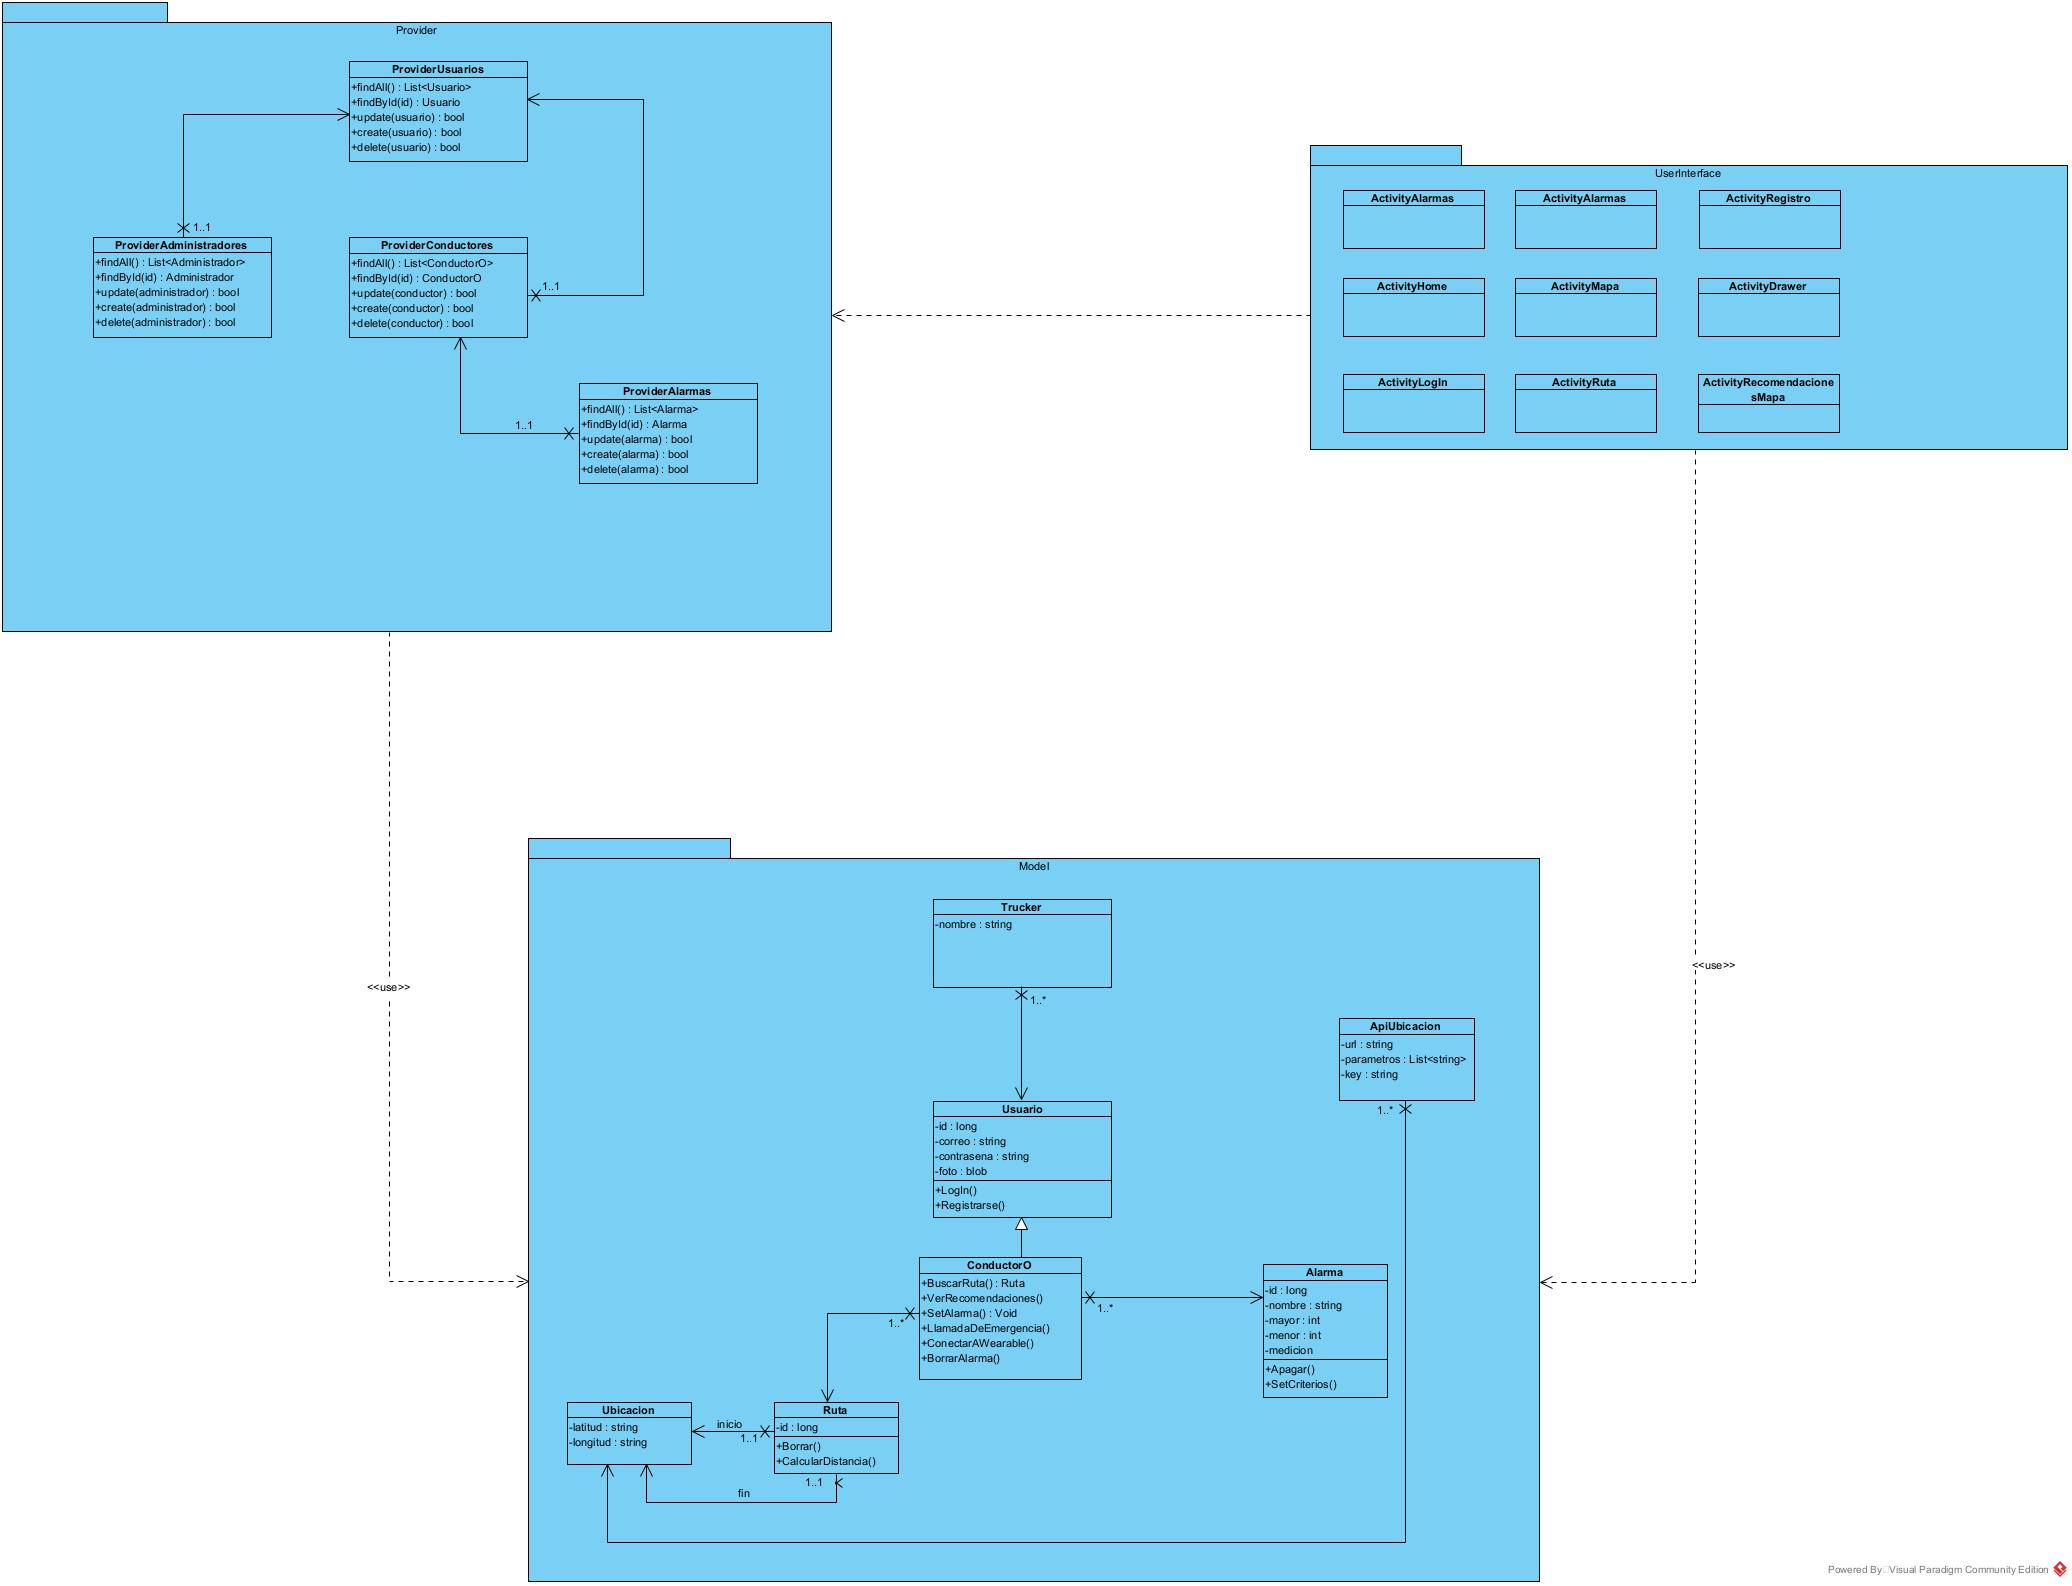 Provider
ProviderUsuarios
+findAll() : List<Usuario>
+findById(id) : Usuario
+update(usuario) : bool
+create(usuario) : bool
+delete(usuario) : bool
1..1
ProviderAdministradores
+findAll() : List<Administrador>
+findById(id) : Administrador
+update(administrador) : bool
+create(administrador) : bool
+delete(administrador) : bool
ProviderConductores
+findAll() : List<ConductorO>
+findById(id) : ConductorO
+update(conductor) : bool
+create(conductor) : bool
+delete(conductor) : bool
1..1
1..1
ProviderAlarmas
+findAll() : List<Alarma>
+findById(id) : Alarma
+update(alarma) : bool
+create(alarma) : bool
+delete(alarma) : bool
UserInterface
ActivityAlarmas
ActivityAlarmas
ActivityRegistro
ActivityHome
ActivityMapa
ActivityDrawer
ActivityLogIn
ActivityRuta
ActivityRecomendacione
sMapa
<<use>>
<<use>>
Model
Trucker
-nombre : string
1..*
ApiUbicacion
-url : string
-parametros : List<string>
-key : string
1..*
Usuario
-id : long
-correo : string
-contrasena : string
-foto : blob
+LogIn()
+Registrarse()
ConductorO
+BuscarRuta() : Ruta
+VerRecomendaciones()
+SetAlarma() : Void
+LlamadaDeEmergencia()
+ConectarAWearable()
+BorrarAlarma()
1..*
1..*
Alarma
-id : long
-nombre : string
-mayor : int
-menor : int
-medicion
+Apagar()
+SetCriterios()
Ubicacion
-latitud : string
-longitud : string
inicio
1..1
Ruta
-id : long
+Borrar()
+CalcularDistancia()
1..1
fin
Powered By Visual Paradigm Community Edition